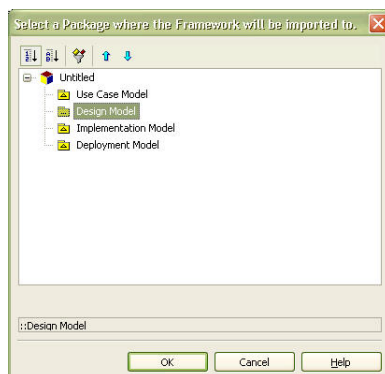 Select a Package where the Framework will be imported to.
Untitled
Use Case Model
Design Model
Implementation Model
Deployment Model
::Design Model
OK Cancel Help